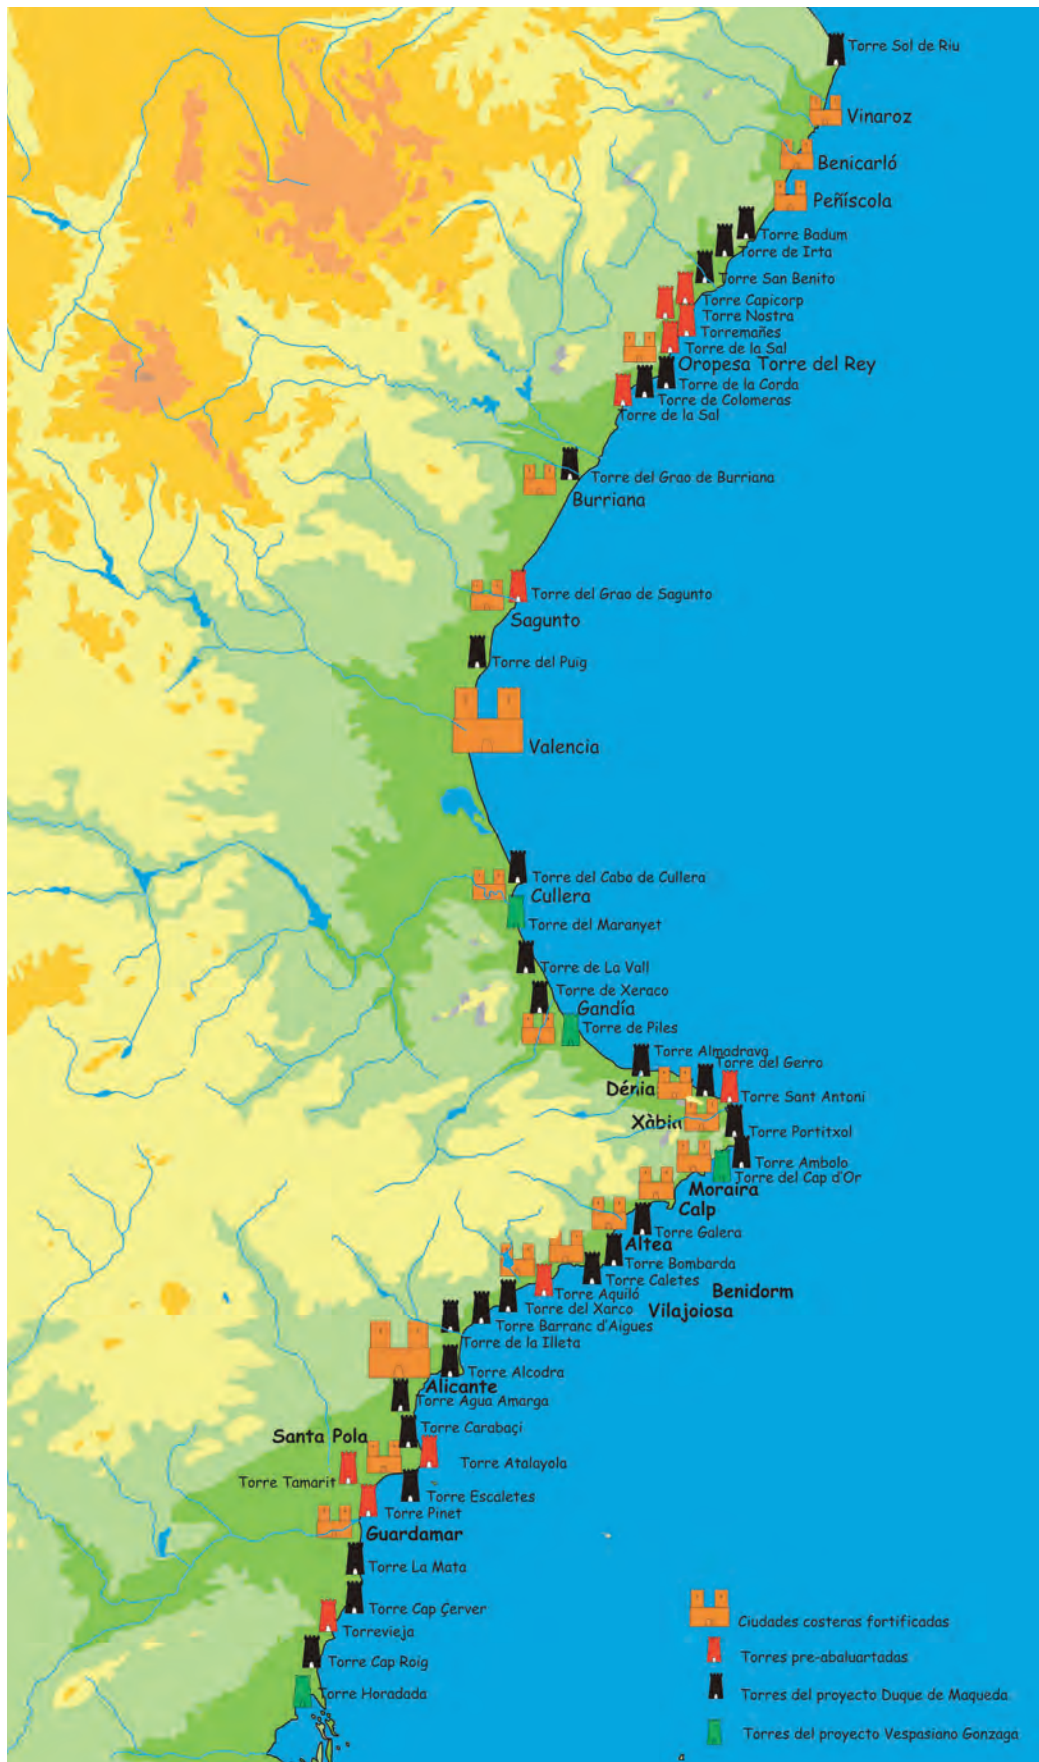 Torre Sol de Riu
Vinaroz
Benicarló
Peñíscola
Torre Badum
Torre de Irta
Torre San Benito
Torre Capicorp
Torre Nostra
Torremañes
Torre de la Sal
Oropesa Torre del Rey
Torre de la Corda
Torre de Colomeras
Torre de la Sal
Torre del Grao de Burriana
Burriana
Torre del Grao de Sagunto
Sagunto
Torre del Puig
Valencia
Torre del Cabo de Cullera
Cullera
Torre del Maranyet
Torre de La Vall
Torre de Xeraco
Gandía
Torre de Piles
Torre Almadrava
Torre del Gerro
Dénia
Torre Sant Antoni
Xàbia
Torre Portitxol
Torre Ambolo
Torre del Cap d'Or
Moraira
Calp
Torre Galera
Altea
Torre Bombarda
Torre Caletes
Benidorm
Torre Aquiló
Torre del Xarco
Vilajoiosa
Torre Barranc d'Aigues
Torre de la Illeta
Torre Alcodra
Alicante
Torre Agua Amarga
Torre Carabaçi
Santa Pola
Torre Atalayola
Torre Tamarit
Torre Escaletes
Torre Pinet
Guardamar
Torre La Mata
Torre Cap Çerver
Torrevieja
Torre Cap Roig
Torre Horadada
Ciudades costeras fortificadas
Torres pre-abaluartadas
Torres del proyecto Duque de Maqueda
Torres del proyecto Vespasiano Gonzaga